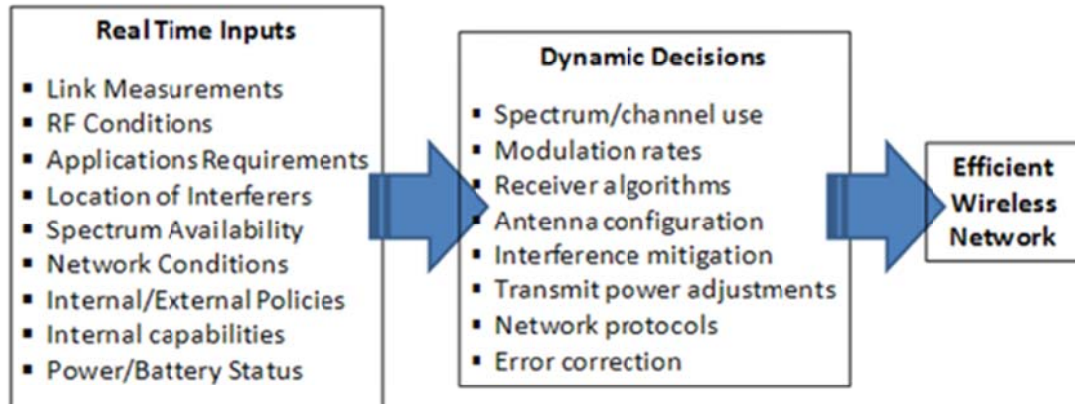 Real Time Inputs
▪ Link Measurements
▪ RF Conditions
▪ Applications Requirements
▪ Location of Interferers
▪ Spectrum Availability
▪ Network Conditions
▪ Internal/External Policies
▪ Internal capabilities
▪ Power/Battery Status
Dynamic Decisions
▪ Spectrum/channel use
▪ Modulation rates
▪ Receiver algorithms
▪ Antenna configuration
▪ Interference mitigation
▪ Transmit power adjustments
▪ Network protocols
▪ Error correction
Efficient
Wireless
Network